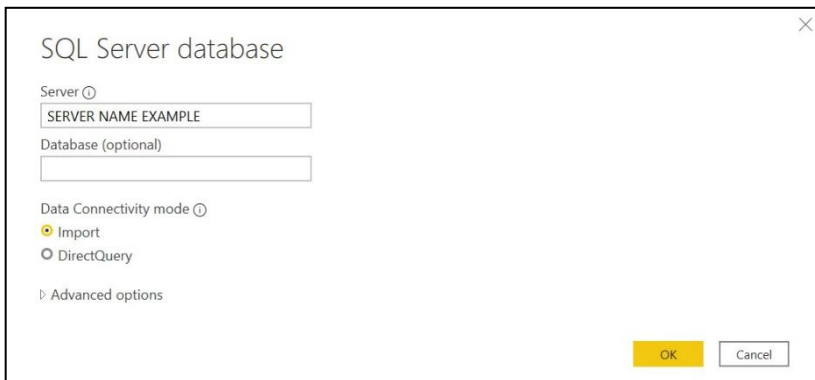 SQL Server database
Server
SERVER NAME EXAMPLE
Database (optional)
Data Connectivity mode
Import
DirectQuery
Advanced options
OK Cancel